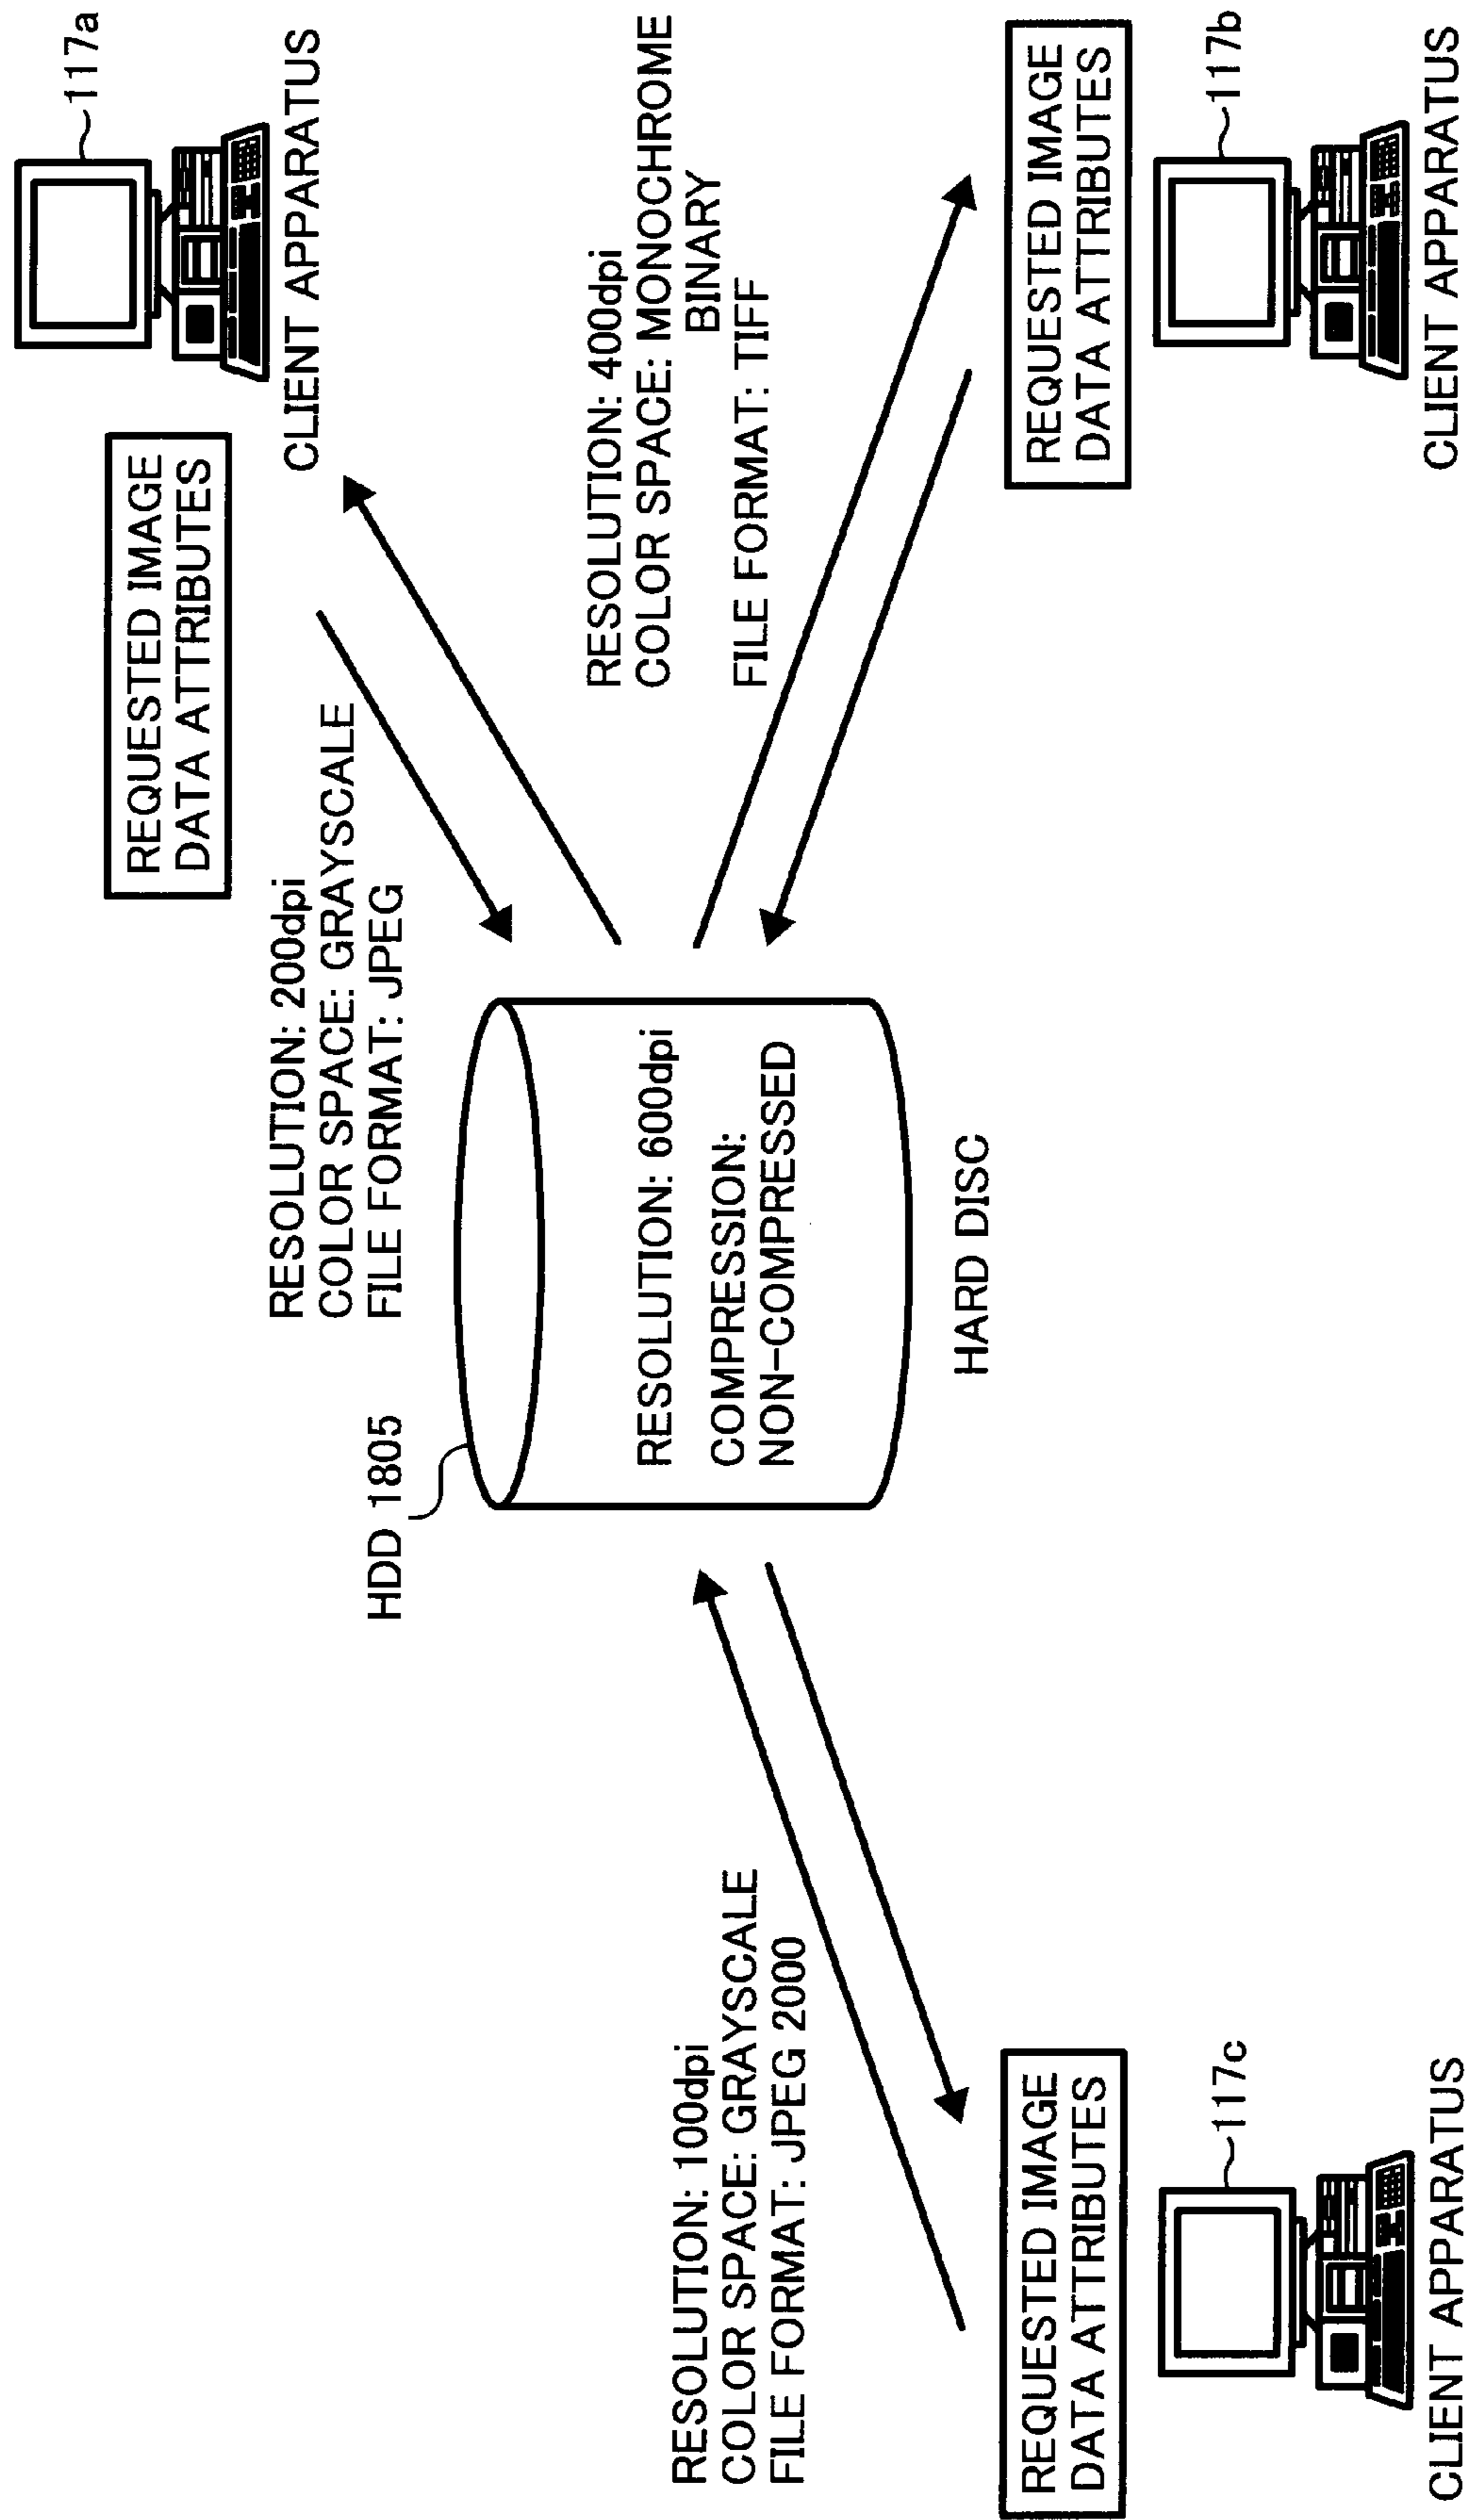 117a
CLIENT APPARATUS
REQUESTED IMAGE
DATA ATTRIBUTES
RESOLUTION: 200dpi
COLOR SPACE: GRAYSCALE
FILE FORMAT: JPEG
HDD 1805
RESOLUTION: 600dpi
COMPRESSION:
NON-COMPRESSED
HARD DISC
RESOLUTION: 400dpi
COLOR SPACE: MONOCHROME
BINARY
FILE FORMAT: TIFF
REQUESTED IMAGE
DATA ATTRIBUTES
117b
CLIENT APPARATUS
RESOLUTION: 100dpi
COLOR SPACE: GRAYSCALE
FILE FORMAT: JPEG 2000
REQUESTED IMAGE
DATA ATTRIBUTES
117c
CLIENT APPARATUS